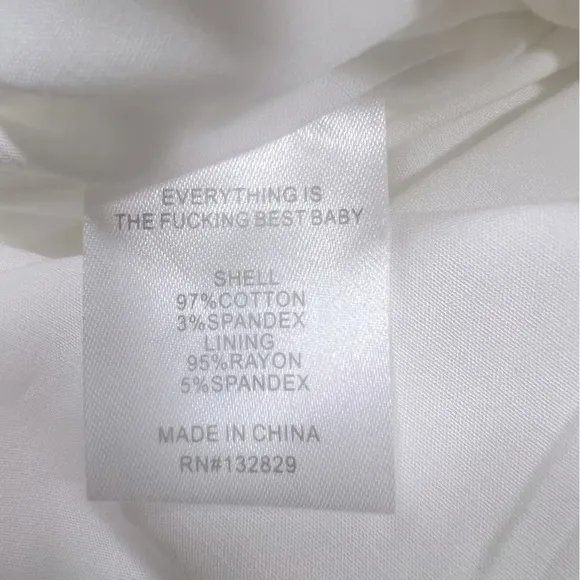 EVERYTHING IS
THE FUCKING BEST BABY
SHELL
97%COTTON
3%SPANDEX
LINING
95%RAYON
5%SPANDEX
MADE IN CHINA
RN#132829